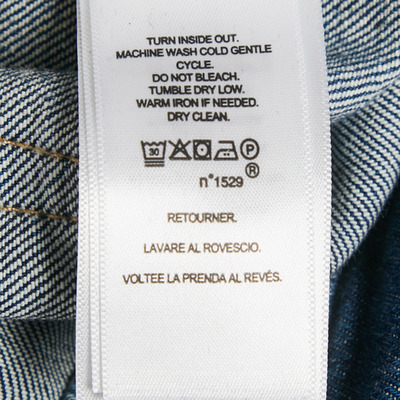 TURN INSIDE OUT.
MACHINE WASH COLD GENTLE
CYCLE.
DO NOT BLEACH.
TUMBLE DRY LOW.
WARM IRON IF NEEDED.
DRY CLEAN.
30 P
®
n°1529
RETOURNER.
LAVARE AL ROVESCIO.
VOLTEE LA PRENDA AL REVÉS.